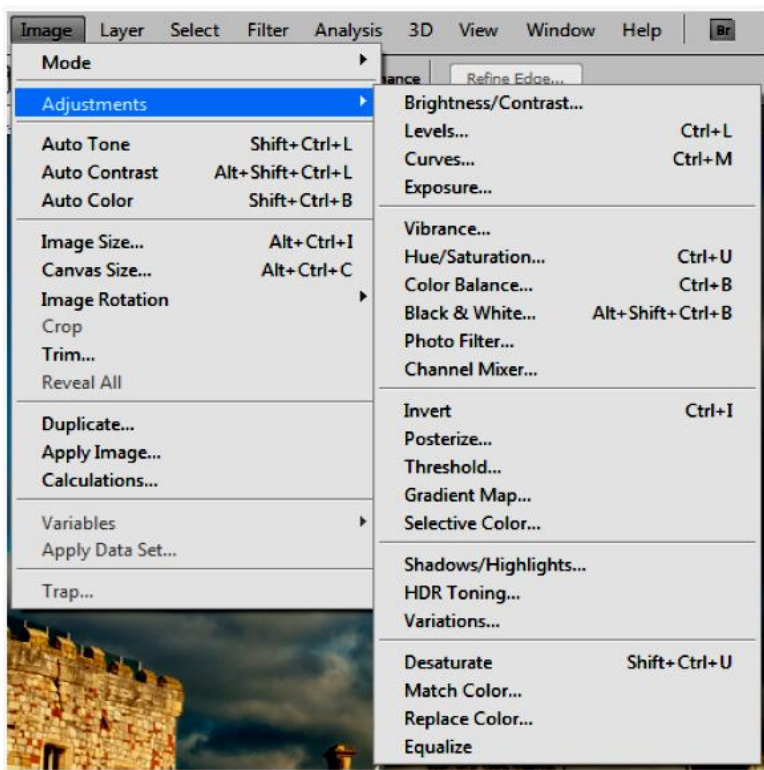 Image Layer Select Filter Analysis 3D View Window Help Br
Refine Edge...
Mode
Adjustments
Auto Tone Shift+Ctrl+L
Auto Contrast Alt+Shift+Ctrl+L
Auto Color Shift+Ctrl+B
Image Size... Alt+Ctrl+I
Canvas Size... Alt+Ctrl+C
Image Rotation
Crop
Trim...
Reveal All
Duplicate...
Apply Image...
Calculations...
Variables
Apply Data Set...
Trap...
Brightness/Contrast...
Levels... Ctrl+L
Curves... Ctrl+M
Exposure...
Vibrance...
Hue/Saturation... Ctrl+U
Color Balance... Ctrl+B
Black & White... Alt+Shift+Ctrl+B
Photo Filter...
Channel Mixer...
Invert Ctrl+I
Posterize...
Threshold...
Gradient Map...
Selective Color...
Shadows/Highlights...
HDR Toning...
Variations...
Desaturate Shift+Ctrl+U
Match Color...
Replace Color...
Equalize